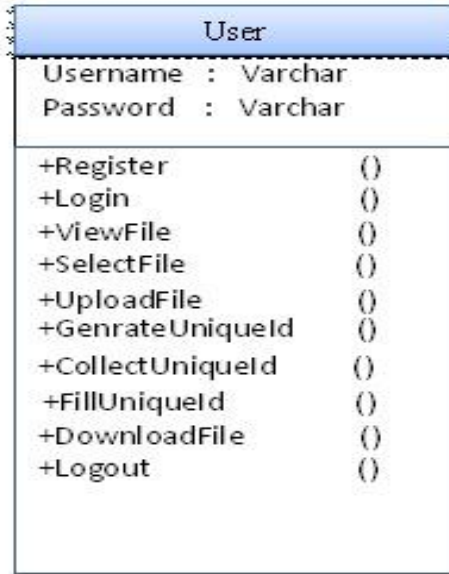 User
Username : Varchar
Password : Varchar
+Register ()
+Login ()
+ViewFile ()
+SelectFile ()
+UploadFile ()
+GenrateUniqueId ()
+CollectUniqueId ()
+FillUniqueId ()
+DownloadFile ()
+Logout ()